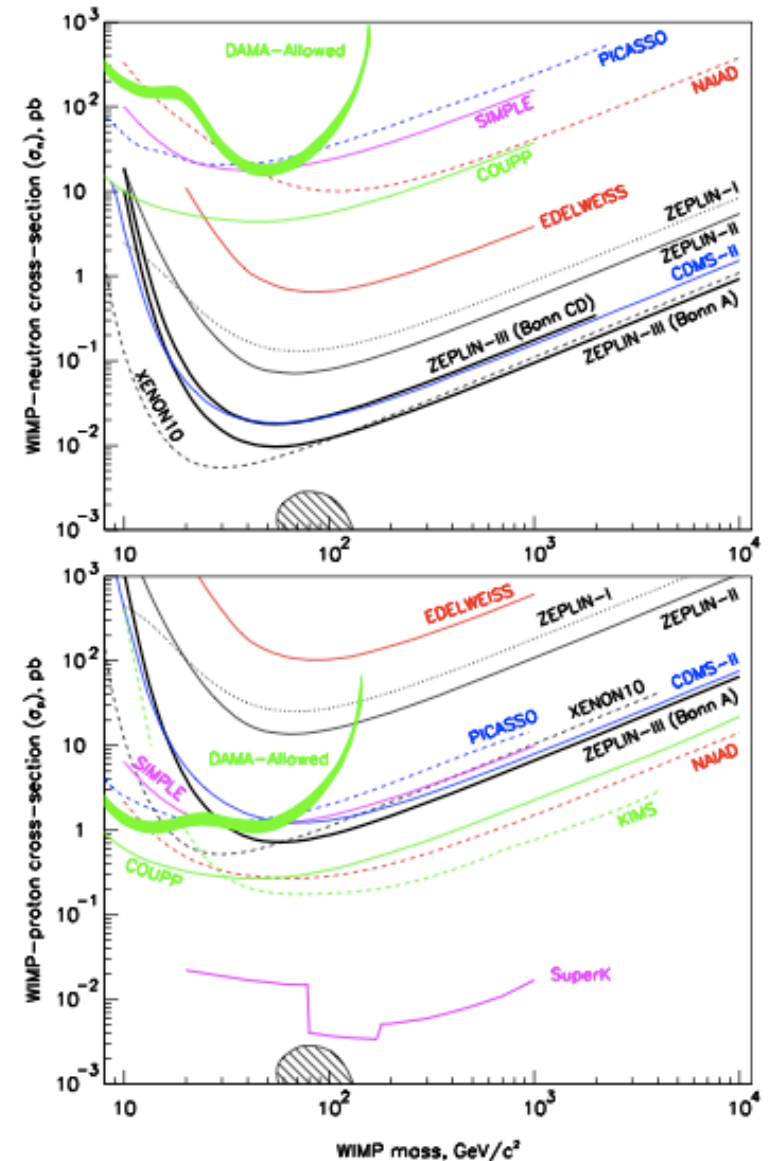 WIMP-neutron cross-section (σₙ), pb
10³
10²
10
1
10⁻¹
10⁻²
10⁻³
DAMA-Allowed
PICASSO
NAIAD
SIMPLE
COUPP
EDELWEISS
ZEPLIN-I
ZEPLIN-II
CDMS-II
ZEPLIN-III (Bonn CD)
ZEPLIN-III (Bonn A)
XENON10
10
10²
10³
10⁴
WIMP-proton cross-section (σₚ), pb
10³
10²
10
1
10⁻¹
10⁻²
10⁻³
EDELWEISS
ZEPLIN-I
ZEPLIN-II
CDMS-II
XENON10
PICASSO
ZEPLIN-III (Bonn A)
DAMA-Allowed
SIMPLE
NAIAD
KIMS
COUPP
SuperK
10
10²
10³
10⁴
WIMP mass, GeV/c²